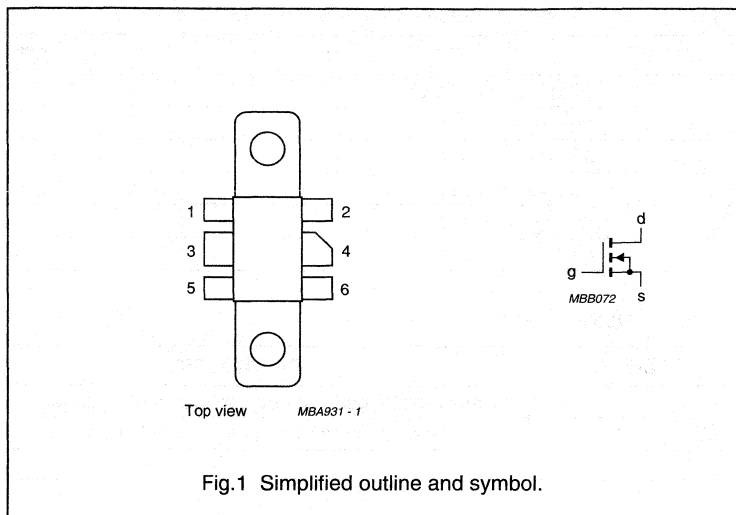 1 2
3 4
5 6
d
g
MBB072 s
Top view MBA931 - 1
Fig.1 Simplified outline and symbol.